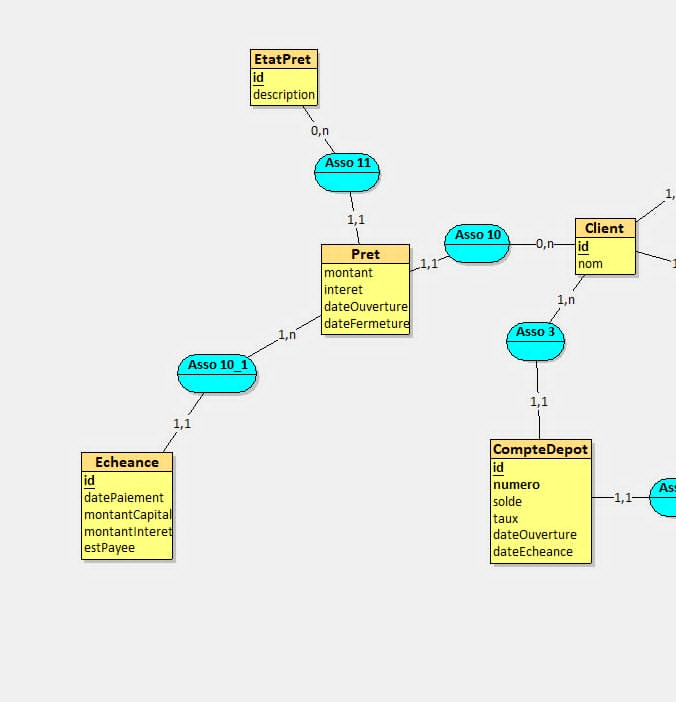 EtatPret
id
description
0,n
Asso 11
1,1
Pret
montant
interet
dateOuverture
dateFermeture
1,1
Asso 10
0,n
Client
id
nom
1,
1
1,n
Asso 3
1,1
CompteDepot
id
numero
solde
taux
dateOuverture
dateEcheance
1,1
1,n
Asso 10_1
1,1
Echeance
id
datePaiement
montantCapital
montantInteret
estPayee